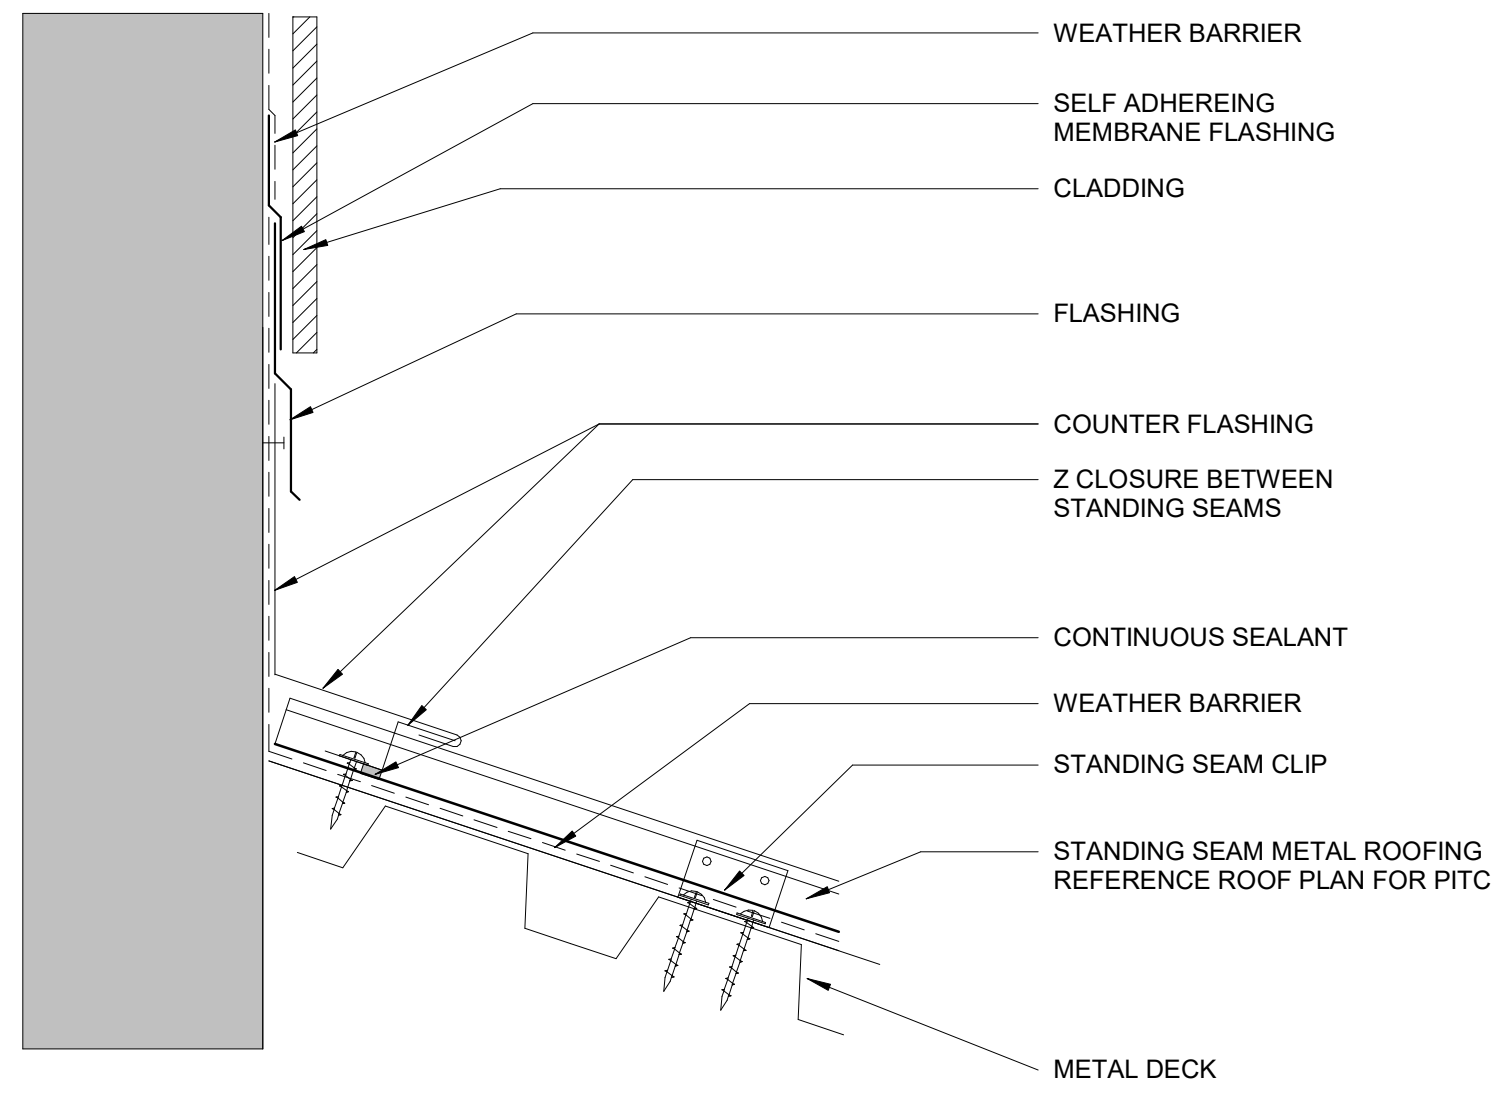 WEATHER BARRIER
SELF ADHEREING
MEMBRANE FLASHING
CLADDING
FLASHING
COUNTER FLASHING
Z CLOSURE BETWEEN
STANDING SEAMS
CONTINUOUS SEALANT
WEATHER BARRIER
STANDING SEAM CLIP
STANDING SEAM METAL ROOFING
REFERENCE ROOF PLAN FOR PITC
METAL DECK